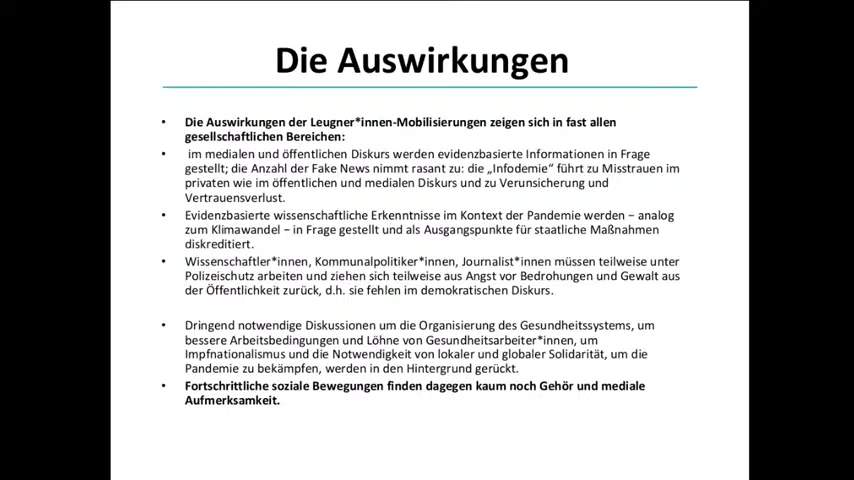 Die Auswirkungen
• Die Auswirkungen der Leugner*innen-Mobilisierungen zeigen sich in fast allen
gesellschaftlichen Bereichen:
• im medialen und öffentlichen Diskurs werden evidenzbasierte Informationen in Frage
gestellt; die Anzahl der Fake News nimmt rasant zu: die „Infodemie“ führt zu Misstrauen im
privaten wie im öffentlichen und medialen Diskurs und zu Verunsicherung und
Vertrauensverlust.
• Evidenzbasierte wissenschaftliche Erkenntnisse im Kontext der Pandemie werden − analog
zum Klimawandel − in Frage gestellt und als Ausgangspunkte für staatliche Maßnahmen
diskreditiert.
• Wissenschaftler*innen, Kommunalpolitiker*innen, Journalist*innen müssen teilweise unter
Polizeischutz arbeiten und ziehen sich teilweise aus Angst vor Bedrohungen und Gewalt aus
der Öffentlichkeit zurück, d.h. sie fehlen im demokratischen Diskurs.
• Dringend notwendige Diskussionen um die Organisierung des Gesundheitssystems, um
bessere Arbeitsbedingungen und Löhne von Gesundheitsarbeiter*innen, um
Impfnationalismus und die Notwendigkeit von lokaler und globaler Solidarität, um die
Pandemie zu bekämpfen, werden in den Hintergrund gerückt.
• Fortschrittliche soziale Bewegungen finden dagegen kaum noch Gehör und mediale
Aufmerksamkeit.